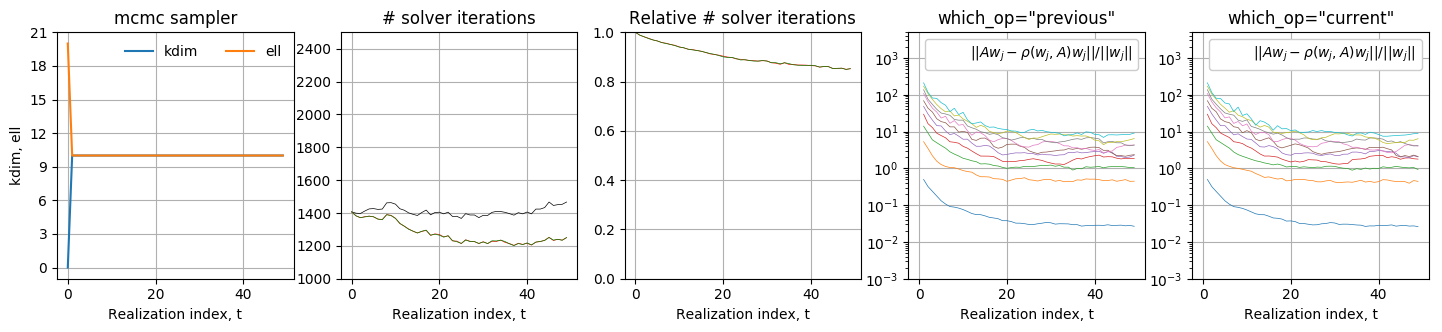 mcmc sampler
kdim ell
kdim, ell
21
18
15
12
9
6
3
0
0 20 40
Realization index, t
# solver iterations
2400
2200
2000
1800
1600
1400
1200
1000
0 20 40
Realization index, t
Relative # solver iterations
1.0
0.8
0.6
0.4
0.2
0.0
0 20 40
Realization index, t
which_op="previous"
||Aw_j − ρ(w_j, A)w_j||/||w_j||
10^3
10^2
10^1
10^0
10^−1
10^−2
10^−3
0 20 40
Realization index, t
which_op="current"
||Aw_j − ρ(w_j, A)w_j||/||w_j||
10^3
10^2
10^1
10^0
10^−1
10^−2
10^−3
0 20 40
Realization index, t